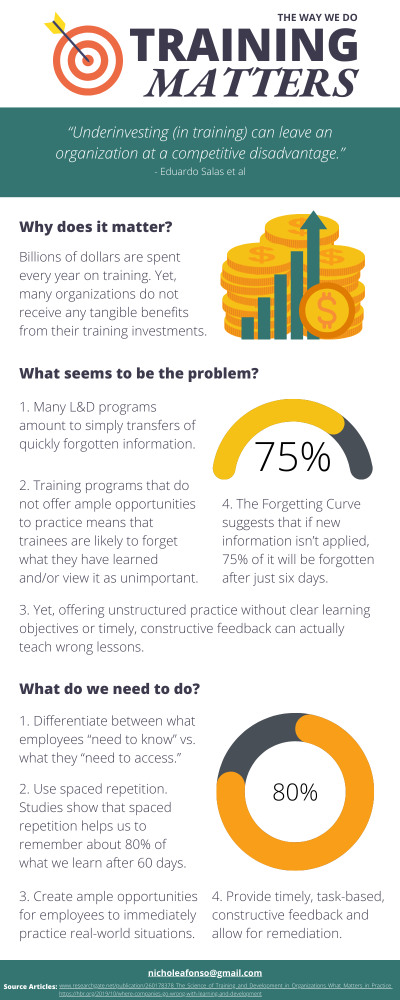 THE WAY WE DO
TRAINING
MATTERS
“Underinvesting (in training) can leave an
organization at a competitive disadvantage.”
- Eduardo Salas et al
Why does it matter?
Billions of dollars are spent
every year on training. Yet,
many organizations do not
receive any tangible benefits
from their training investments.
$
$
$
$
What seems to be the problem?
1. Many L&D programs
amount to simply transfers of
quickly forgotten information.
2. Training programs that do
not offer ample opportunities
to practice means that
trainees are likely to forget
what they have learned
and/or view it as unimportant.
75%
4. The Forgetting Curve
suggests that if new
information isn’t applied,
75% of it will be forgotten
after just six days.
3. Yet, offering unstructured practice without clear learning
objectives or timely, constructive feedback can actually
teach wrong lessons.
What do we need to do?
1. Differentiate between what
employees “need to know” vs.
what they “need to access.”
2. Use spaced repetition.
Studies show that spaced
repetition helps us to
remember about 80% of
what we learn after 60 days.
80%
3. Create ample opportunities
for employees to immediately
practice real-world situations.
4. Provide timely, task-based,
constructive feedback and
allow for remediation.
nicholeafonso@gmail.com
Source Articles: www.researchgate.net/publication/260178378_The_Science_of_Training_and_Development_in_Organizations_What_Matters_in_Practice
https://hbr.org/2019/10/where-companies-go-wrong-with-learning-and-development